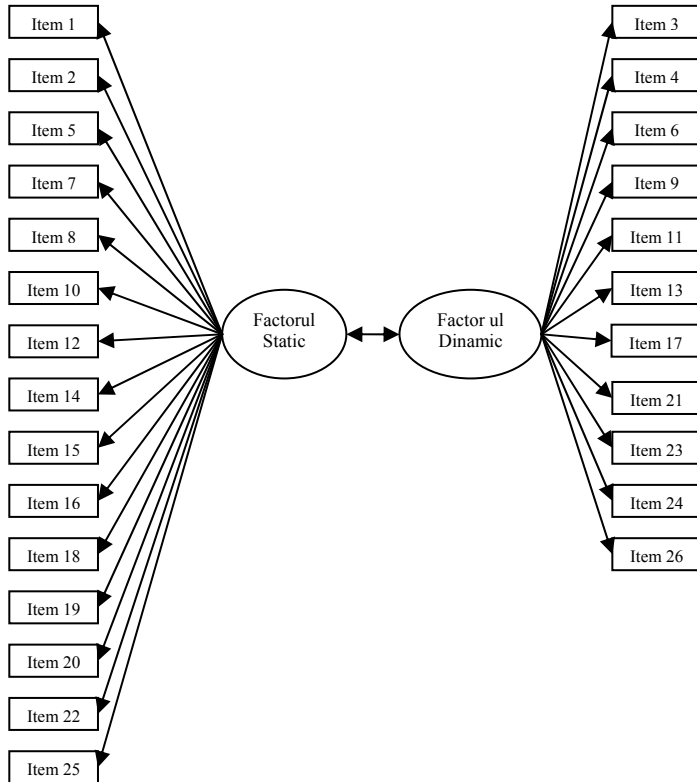 Item 1
Item 2
Item 5
Item 7
Item 8
Item 10
Item 12
Item 14
Item 15
Item 16
Item 18
Item 19
Item 20
Item 22
Item 25
Factorul
Static
Factor ul
Dinamic
Item 3
Item 4
Item 6
Item 9
Item 11
Item 13
Item 17
Item 21
Item 23
Item 24
Item 26